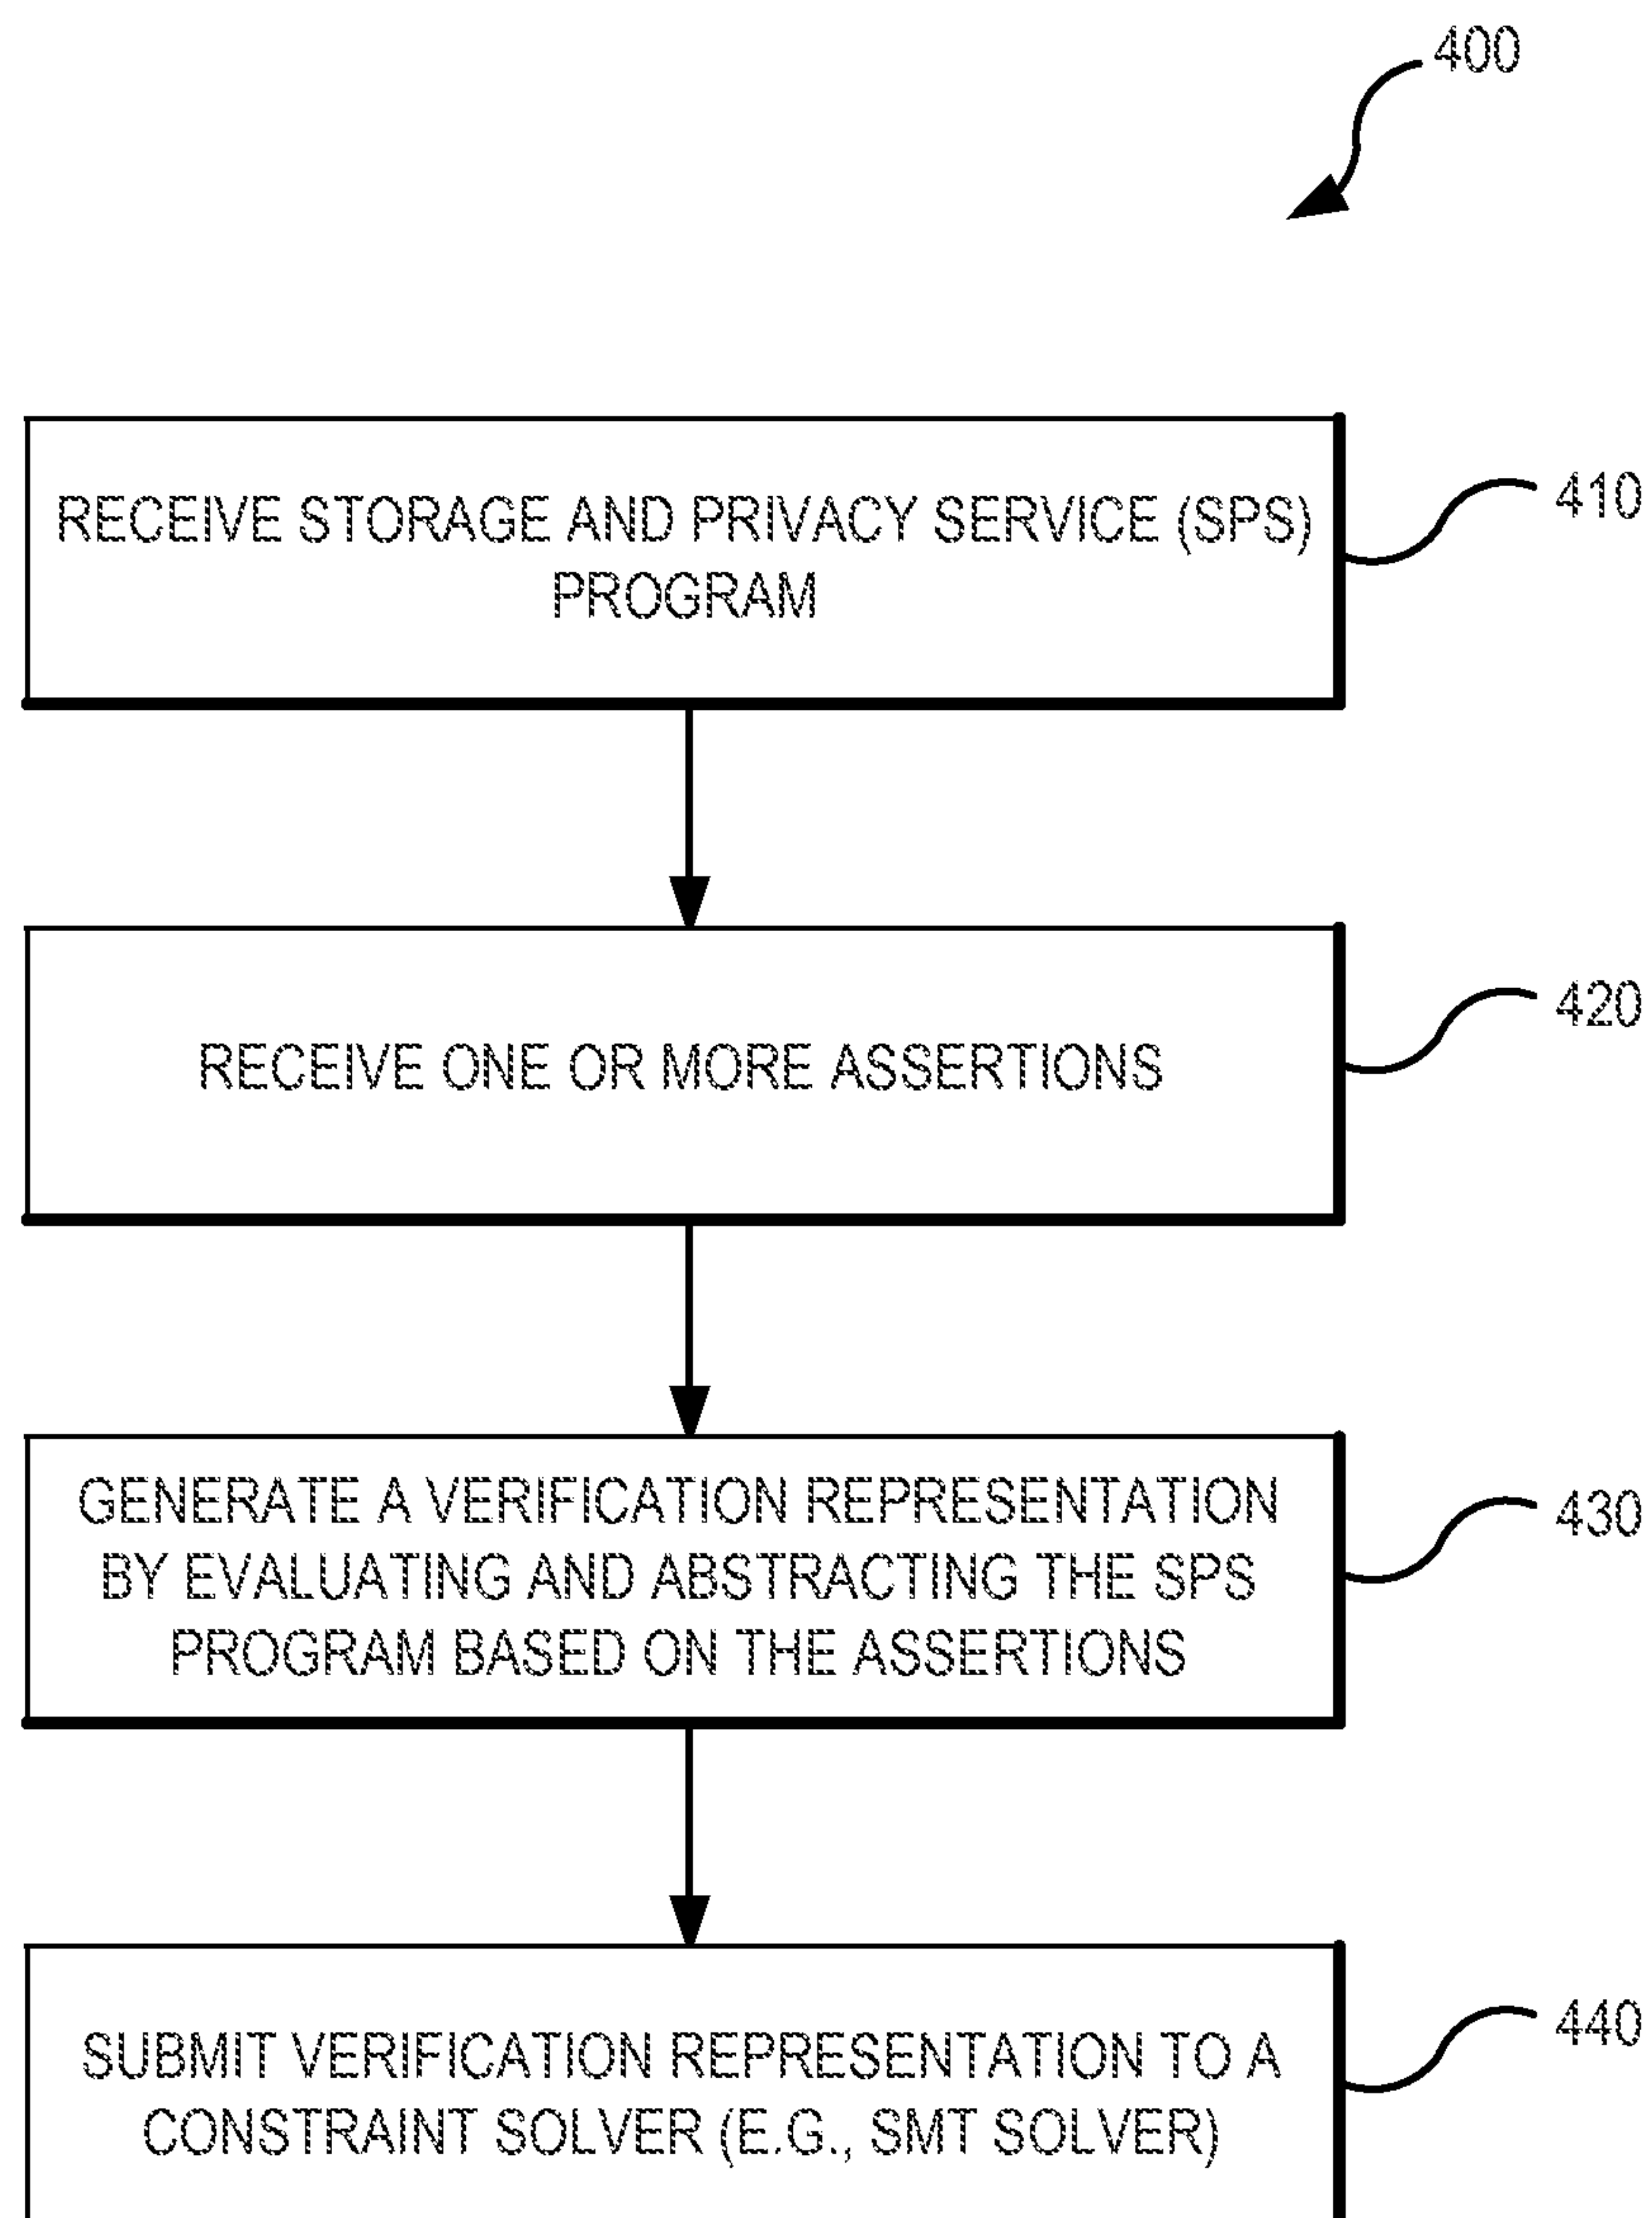 400
RECEIVE STORAGE AND PRIVACY SERVICE (SPS)
PROGRAM
410
RECEIVE ONE OR MORE ASSERTIONS
420
GENERATE A VERIFICATION REPRESENTATION
BY EVALUATING AND ABSTRACTING THE SPS
PROGRAM BASED ON THE ASSERTIONS
430
SUBMIT VERIFICATION REPRESENTATION TO A
CONSTRAINT SOLVER (E.G., SMT SOLVER)
440